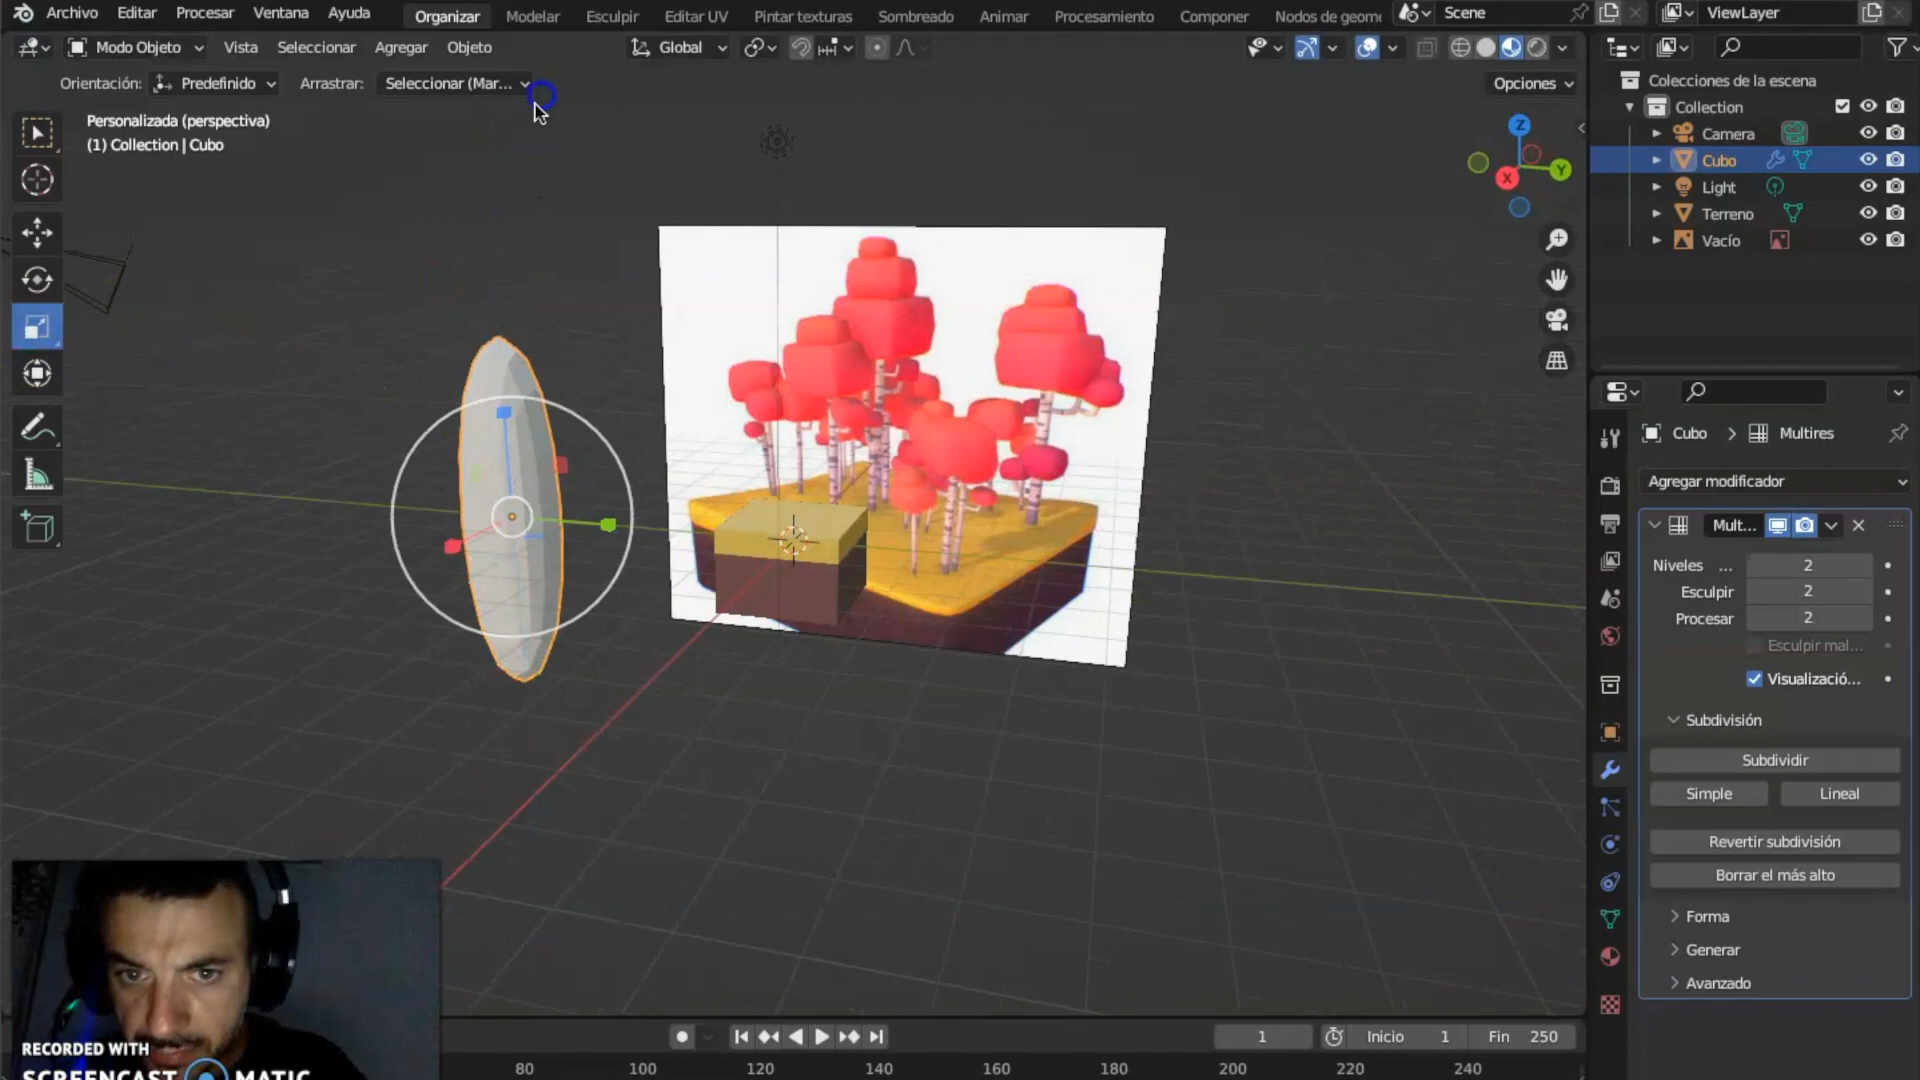 Archivo Editar Procesar Ventana Ayuda Organizar Modelar Esculpir Editar UV Pintar texturas Sombreado Animar Procesamiento Componer Nodos de geom Scene ViewLayer
Modo Objeto Vista Seleccionar Agregar Objeto Global
Orientación: Predefinido Arrastrar: Seleccionar (Mar... Opciones
Personalizada (perspectiva)
(1) Collection | Cubo
Z
Y
X
Colecciones de la escena
Collection
Camera
Cubo
Light
Terreno
Vacío
Cubo > Multires
Agregar modificador
Mult...
Niveles ... 2
Esculpir 2
Procesar 2
Esculpir mal...
Visualizació...
Subdivisión
Subdividir
Simple Lineal
Revertir subdivisión
Borrar el más alto
Forma
Generar
Avanzado
1 Inicio 1 Fin 250
80 100 120 140 160 180 200 220 240
RECORDED WITH
SCREENCAST MATIC